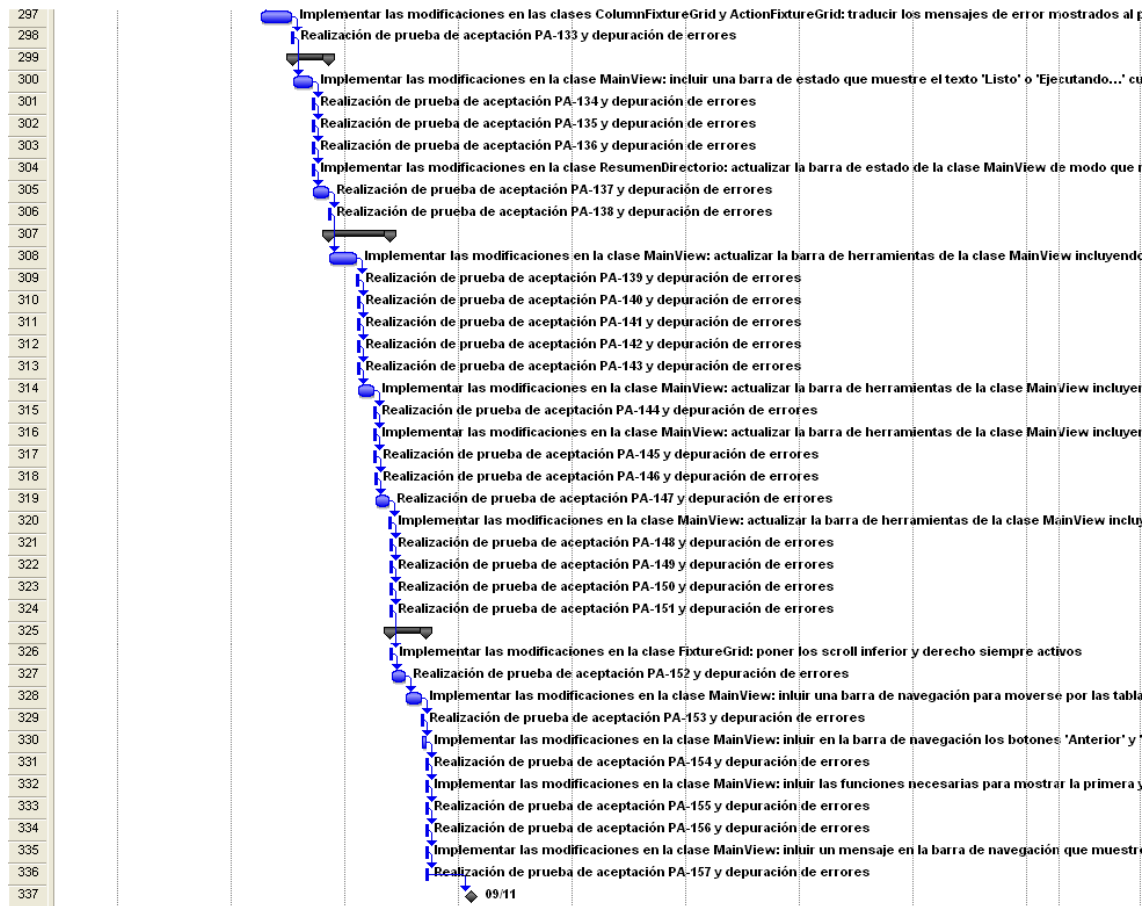 297 Implementar las modificaciones en las clases ColumnFixtureGrid y ActionFixtureGrid: traducir los mensajes de error mostrados al p
298 Realización de prueba de aceptación PA-133 y depuración de errores
299
300 Implementar las modificaciones en la clase MainView: incluir una barra de estado que muestre el texto 'Listo' o 'Ejecutando...' cu
301 Realización de prueba de aceptación PA-134 y depuración de errores
302 Realización de prueba de aceptación PA-135 y depuración de errores
303 Realización de prueba de aceptación PA-136 y depuración de errores
304 Implementar las modificaciones en la clase ResumenDirectorio: actualizar la barra de estado de la clase MainView de modo que
305 Realización de prueba de aceptación PA-137 y depuración de errores
306 Realización de prueba de aceptación PA-138 y depuración de errores
307
308 Implementar las modificaciones en la clase MainView: actualizar la barra de herramientas de la clase MainView incluyendo
309 Realización de prueba de aceptación PA-139 y depuración de errores
310 Realización de prueba de aceptación PA-140 y depuración de errores
311 Realización de prueba de aceptación PA-141 y depuración de errores
312 Realización de prueba de aceptación PA-142 y depuración de errores
313 Realización de prueba de aceptación PA-143 y depuración de errores
314 Implementar las modificaciones en la clase MainView: actualizar la barra de herramientas de la clase MainView incluyen
315 Realización de prueba de aceptación PA-144 y depuración de errores
316 Implementar las modificaciones en la clase MainView: actualizar la barra de herramientas de la clase MainView incluyen
317 Realización de prueba de aceptación PA-145 y depuración de errores
318 Realización de prueba de aceptación PA-146 y depuración de errores
319 Realización de prueba de aceptación PA-147 y depuración de errores
320 Implementar las modificaciones en la clase MainView: actualizar la barra de herramientas de la clase MainView incluy
321 Realización de prueba de aceptación PA-148 y depuración de errores
322 Realización de prueba de aceptación PA-149 y depuración de errores
323 Realización de prueba de aceptación PA-150 y depuración de errores
324 Realización de prueba de aceptación PA-151 y depuración de errores
325
326 Implementar las modificaciones en la clase FixtureGrid: poner los scroll inferior y derecho siempre activos
327 Realización de prueba de aceptación PA-152 y depuración de errores
328 Implementar las modificaciones en la clase MainView: inluir una barra de navegación para moverse por las tabla
329 Realización de prueba de aceptación PA-153 y depuración de errores
330 Implementar las modificaciones en la clase MainView: inluir en la barra de navegación los botones 'Anterior' y '
331 Realización de prueba de aceptación PA-154 y depuración de errores
332 Implementar las modificaciones en la clase MainView: inluir las funciones necesarias para mostrar la primera y
333 Realización de prueba de aceptación PA-155 y depuración de errores
334 Realización de prueba de aceptación PA-156 y depuración de errores
335 Implementar las modificaciones en la clase MainView: inluir un mensaje en la barra de navegación que muestre
336 Realización de prueba de aceptación PA-157 y depuración de errores
337 09/11